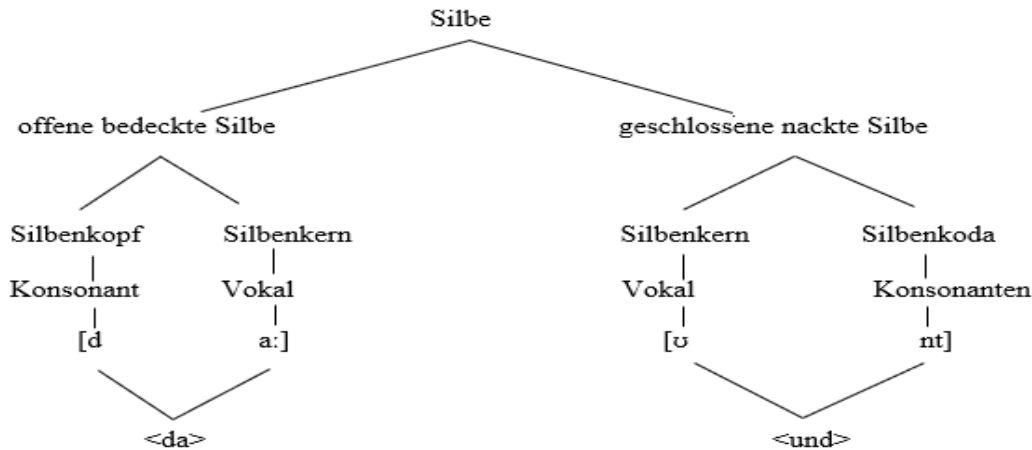 Silbe
offene bedeckte Silbe geschlossene nackte Silbe
Silbenkopf Silbenkern Silbenkern Silbenkoda
Konsonant Vokal Vokal Konsonanten
[d a:] [ʊ nt]
<da> <und>